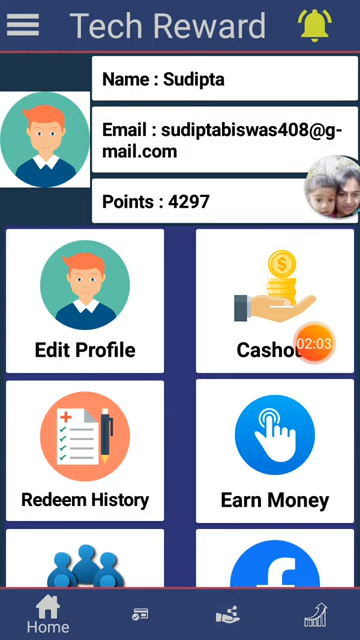 Tech Reward
Name : Sudipta
Email : sudiptabiswas408@g-
mail.com
Points : 4297
Edit Profile
Cashou
02:03
Redeem History
Earn Money
Home